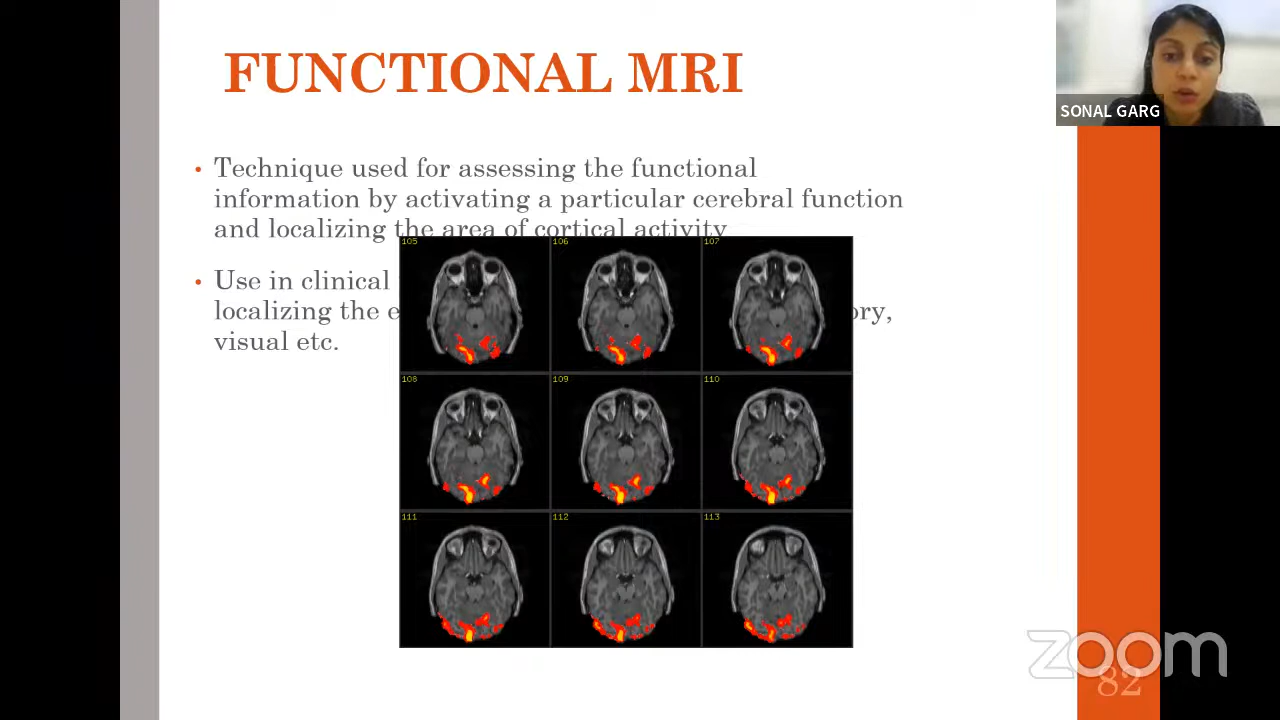 FUNCTIONAL MRI
SONAL GARG
• Technique used for assessing the functional
information by activating a particular cerebral function
and localizing the area of cortical activity
• Use in clinical
localizing the
visual etc.
105 106 107
108 109 110
111 112 113
zoom
82